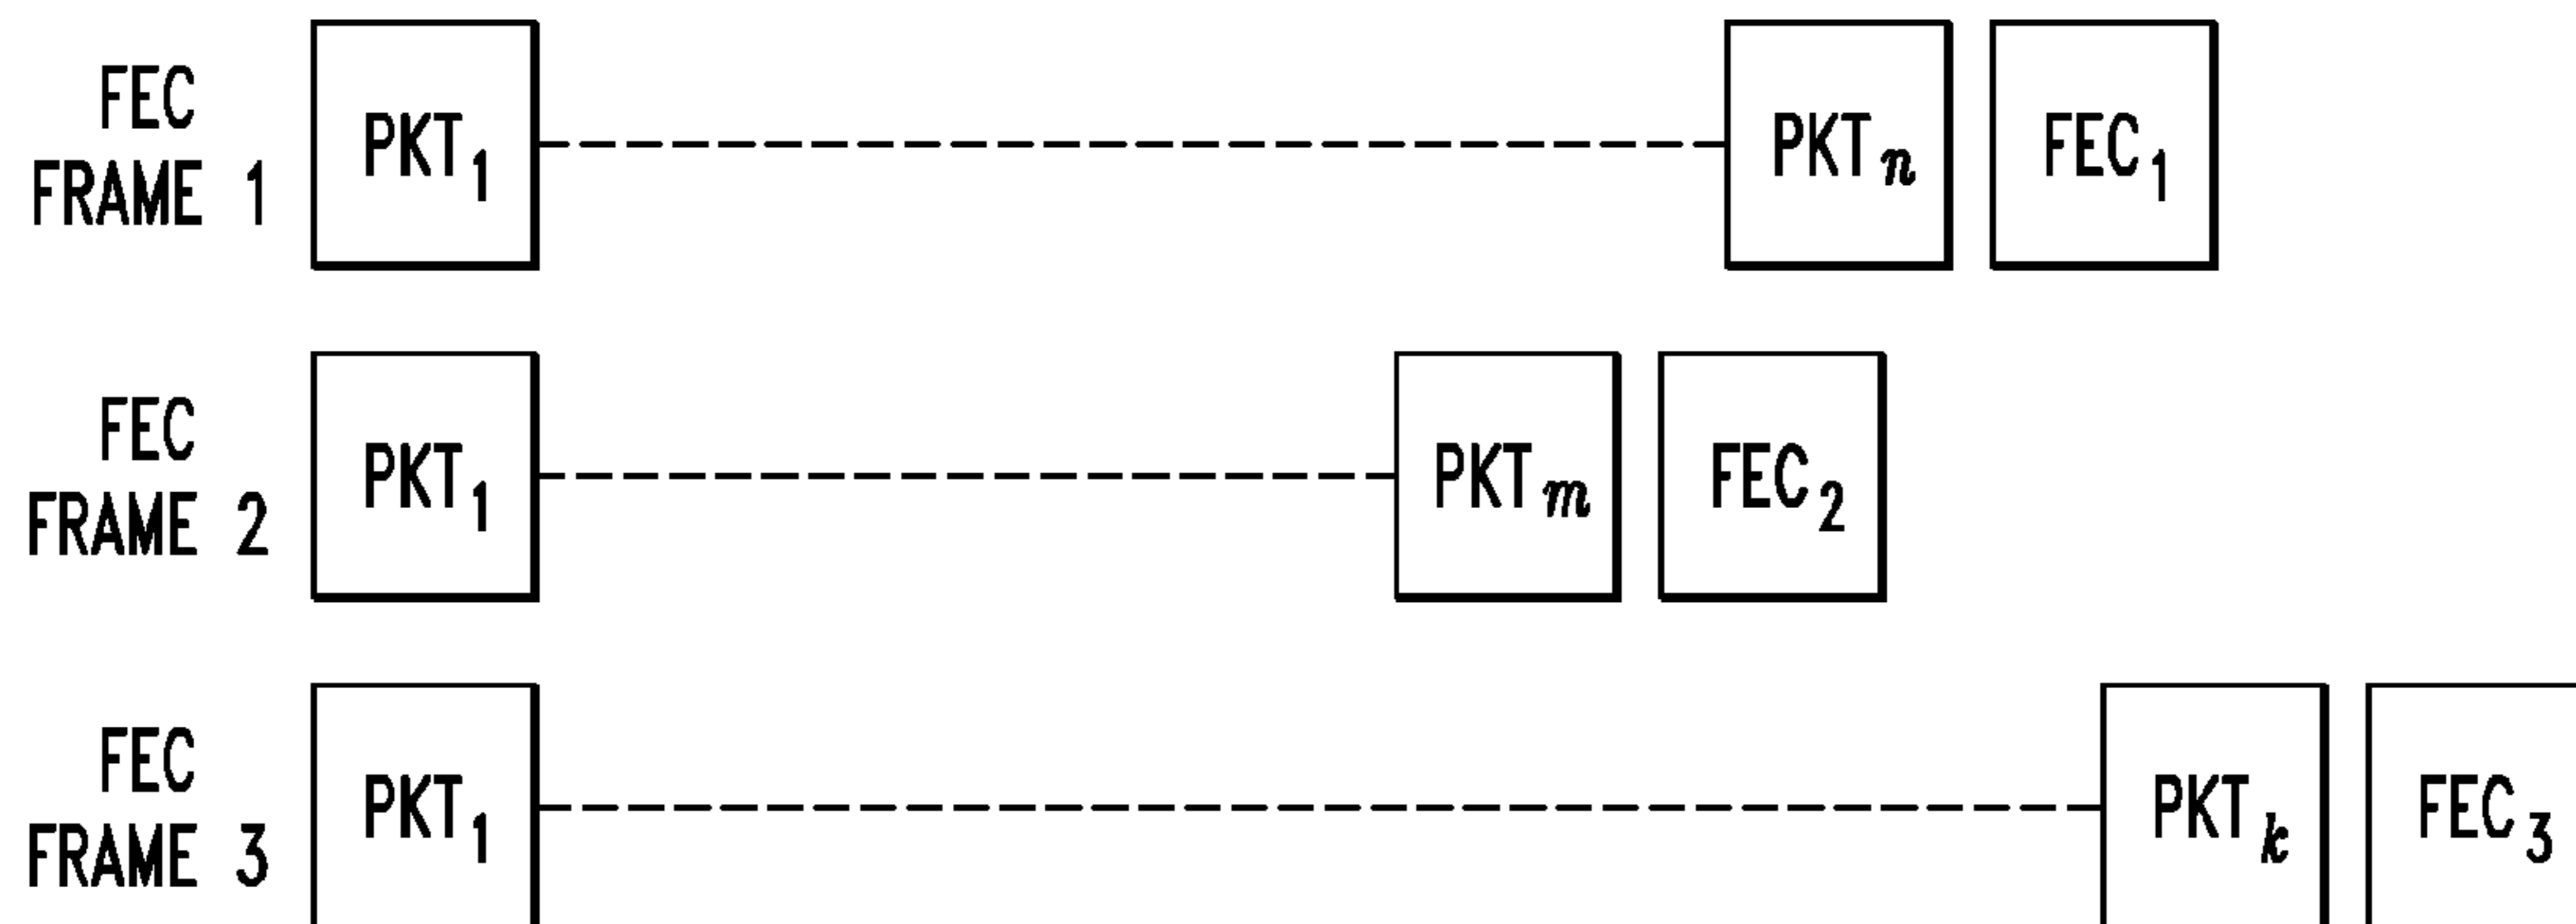 FEC
FRAME 1
PKT₁ PKTₙ FEC₁
FEC
FRAME 2
PKT₁ PKTₘ FEC₂
FEC
FRAME 3
PKT₁ PKTₖ FEC₃